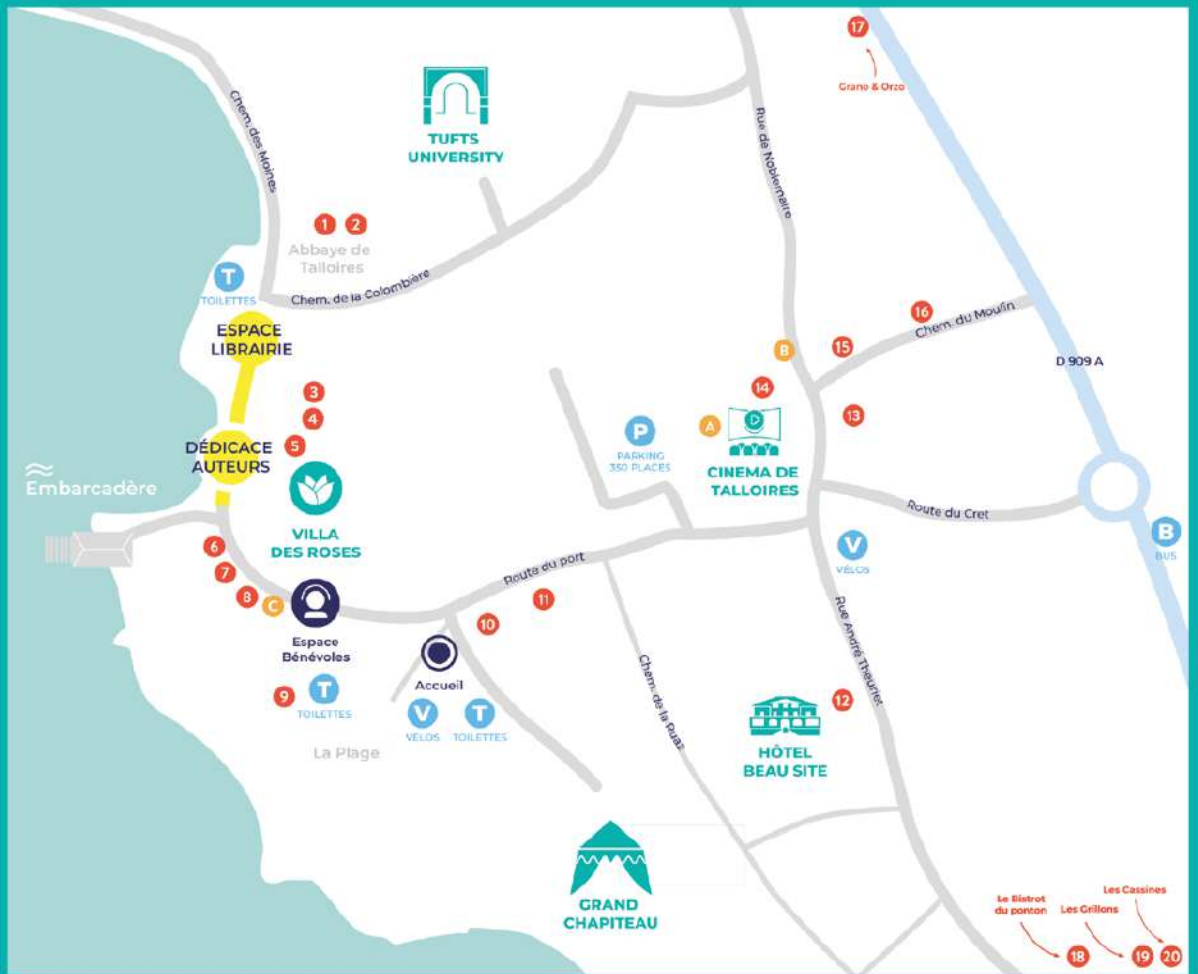 17
Grano & Orzo
Chem. des Moines
TUFTS
UNIVERSITY
Rue de Noblemaire
1 2
Abbaye de
Talloires
T
TOILETTES
Chem. de la Colombière
ESPACE
LIBRAIRIE
16
Chem. du Moulin
15
B
D 909 A
3
4
5
14
13
A
P
PARKING
350 PLACES
CINEMA DE
TALLOIRES
DÉDICACE
AUTEURS
Embarcadère
VILLA
DES ROSES
Route du Cret
B
BUS
V
VÉLOS
6
7
8
C
Route du port
11
10
Espace
Bénévoles
Accueil
9
T
TOILETTES
V
VÉLOS
T
TOILETTES
La Plage
Chem. de la Ruaz
Rue André Theuriet
12
HÔTEL
BEAU SITE
GRAND
CHAPITEAU
Le Bistrot
du ponton
Les Grillons
Les Cassines
18
19
20